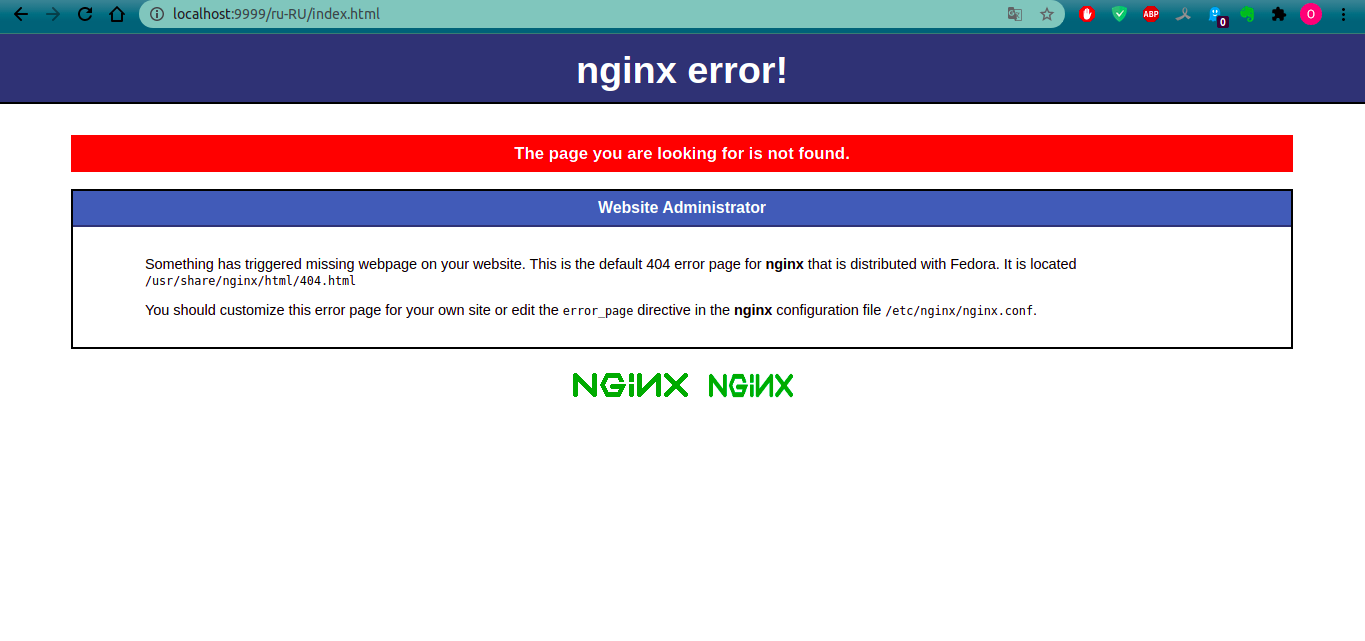 localhost:9999/ru-RU/index.html
ABP
0
O
nginx error!
The page you are looking for is not found.
Website Administrator
Something has triggered missing webpage on your website. This is the default 404 error page for nginx that is distributed with Fedora. It is located
/usr/share/nginx/html/404.html
You should customize this error page for your own site or edit the error_page directive in the nginx configuration file /etc/nginx/nginx.conf.
NGiNX NGiNX